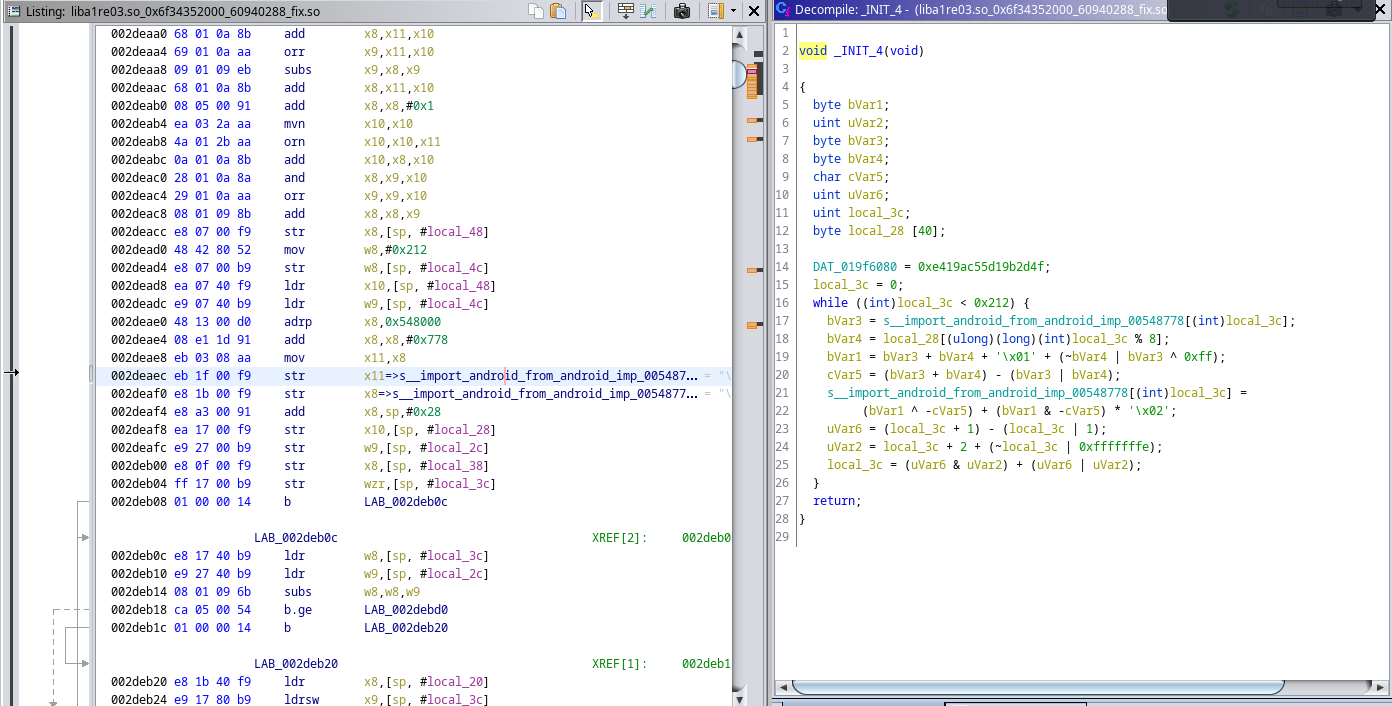 Listing: liba1re03.so_0x6f34352000_60940288_fix.so
002deaa0 68 01 0a 8b add x8,x11,x10
002deaa4 69 01 0a aa orr x9,x11,x10
002deaa8 09 01 09 eb subs x9,x8,x9
002deaac 68 01 0a 8b add x8,x11,x10
002deab0 08 05 00 91 add x8,x8,#0x1
002deab4 ea 03 2a aa mvn x10,x10
002deab8 4a 01 2b aa orn x10,x10,x11
002deabc 0a 01 0a 8b add x10,x8,x10
002deac0 28 01 0a 8a and x8,x9,x10
002deac4 29 01 0a aa orr x9,x9,x10
002deac8 08 01 09 8b add x8,x8,x9
002deacc e8 07 00 f9 str x8,[sp, #local_48]
002dead0 48 42 80 52 mov w8,#0x212
002dead4 e8 07 00 b9 str w8,[sp, #local_4c]
002dead8 ea 07 40 f9 ldr x10,[sp, #local_48]
002deadc e9 07 40 b9 ldr w9,[sp, #local_4c]
002deae0 48 13 00 d0 adrp x8,0x548000
002deae4 08 e1 1d 91 add x8,x8,#0x778
002deae8 eb 03 08 aa mov x11,x8
002deaec eb 1f 00 f9 str x11=>s__import_android_from_android_imp_005487... = "\
002deaf0 e8 1b 00 f9 str x8=>s__import_android_from_android_imp_0054877... = "\
002deaf4 e8 a3 00 91 add x8,sp,#0x28
002deaf8 ea 17 00 f9 str x10,[sp, #local_28]
002deafc e9 27 00 b9 str w9,[sp, #local_2c]
002deb00 e8 0f 00 f9 str x8,[sp, #local_38]
002deb04 ff 17 00 b9 str wzr,[sp, #local_3c]
002deb08 01 00 00 14 b LAB_002deb0c
LAB_002deb0c XREF[2]: 002deb0
002deb0c e8 17 40 b9 ldr w8,[sp, #local_3c]
002deb10 e9 27 40 b9 ldr w9,[sp, #local_2c]
002deb14 08 01 09 6b subs w8,w8,w9
002deb18 ca 05 00 54 b.ge LAB_002debd0
002deb1c 01 00 00 14 b LAB_002deb20
LAB_002deb20 XREF[1]: 002deb1
002deb20 e8 1b 40 f9 ldr x8,[sp, #local_20]
002deb24 e9 17 80 b9 ldrsw x9,[sp, #local_3c]
Decompile: _INIT_4 - (liba1re03.so_0x6f34352000_60940288_fix.so
1
2 void _INIT_4(void)
3
4 {
5 byte bVar1;
6 uint uVar2;
7 byte bVar3;
8 byte bVar4;
9 char cVar5;
10 uint uVar6;
11 uint local_3c;
12 byte local_28 [40];
13
14 DAT_019f6080 = 0xe419ac55d19b2d4f;
15 local_3c = 0;
16 while ((int)local_3c < 0x212) {
17 bVar3 = s__import_android_from_android_imp_00548778[(int)local_3c];
18 bVar4 = local_28[(ulong)(long)(int)local_3c % 8];
19 bVar1 = bVar3 + bVar4 + '\x01' + (~bVar4 | bVar3 ^ 0xff);
20 cVar5 = (bVar3 + bVar4) - (bVar3 | bVar4);
21 s__import_android_from_android_imp_00548778[(int)local_3c] =
22 (bVar1 ^ -cVar5) + (bVar1 & -cVar5) * '\x02';
23 uVar6 = (local_3c + 1) - (local_3c | 1);
24 uVar2 = local_3c + 2 + (~local_3c | 0xfffffffe);
25 local_3c = (uVar6 & uVar2) + (uVar6 | uVar2);
26 }
27 return;
28 }
29